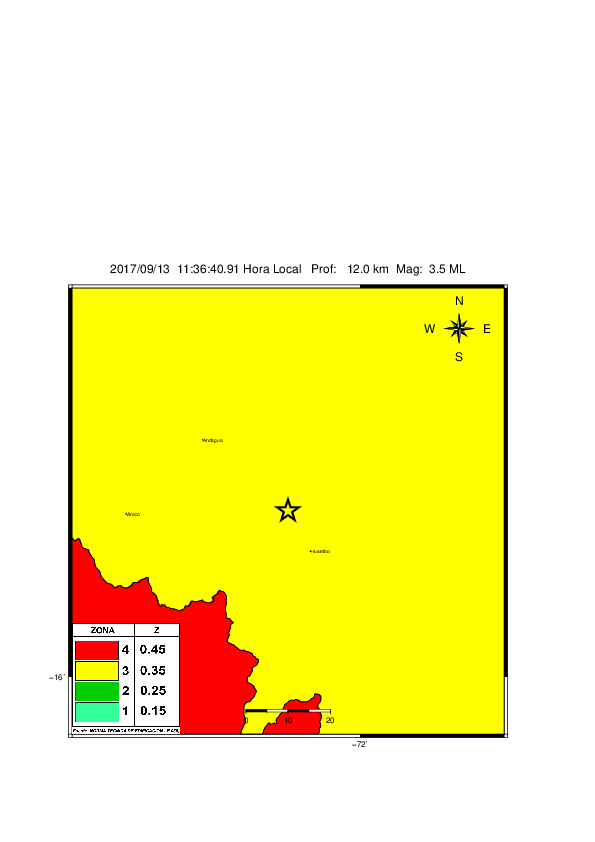 2017/09/13 11:36:40.91 Hora Local Prof: 12.0 km Mag: 3.5 ML
N
W E
S
Andagua
Viraco
Huambo
ZONA Z
4 0.45
3 0.35
2 0.25
1 0.15
-16°
0 10 20
-72°